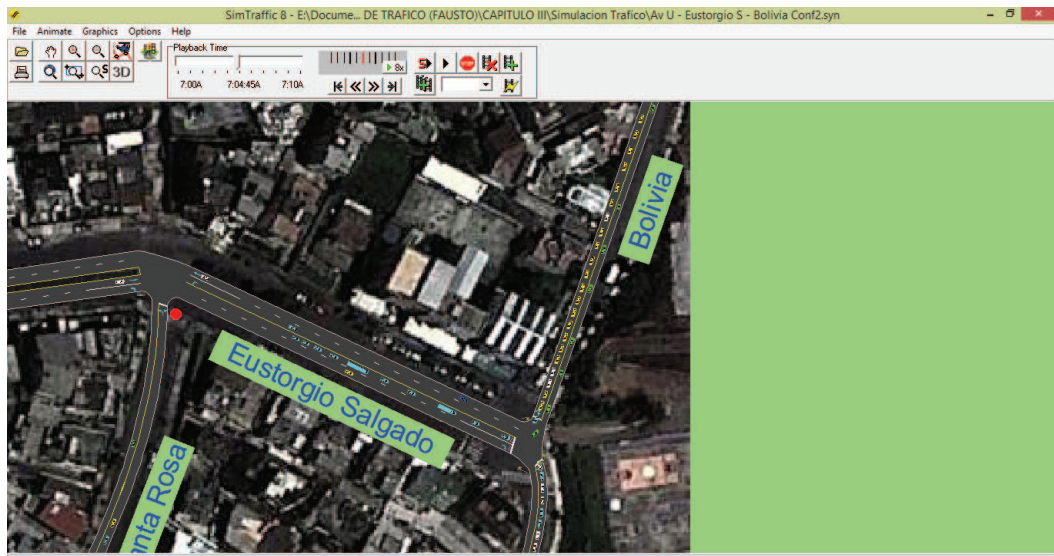 SimTraffic 8 - E:\Docume... DE TRAFICO (FAUSTO)\CAPITULO III\Simulacion Trafico\Av U - Eustorgio S - Bolivia Conf2.syn
File Animate Graphics Options Help
Playback Time
8x
S
STOP
S 3D
7:00A 7:04:45A 7:10A
Bolivia
Eustorgio Salgado
anta Rosa